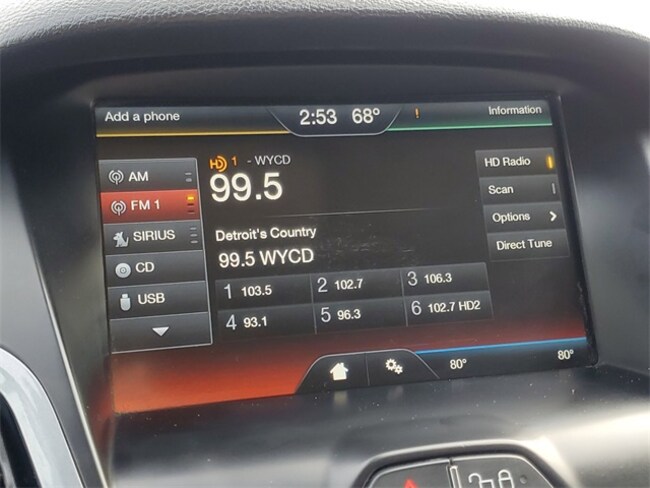 Add a phone 2:53 68° ! Information
HD 1 - WYCD
99.5
AM
FM 1
SIRIUS
CD
USB
Detroit's Country
99.5 WYCD
1 103.5 2 102.7 3 106.3
4 93.1 5 96.3 6 102.7 HD2
HD Radio
Scan
Options >
Direct Tune
80° 80°